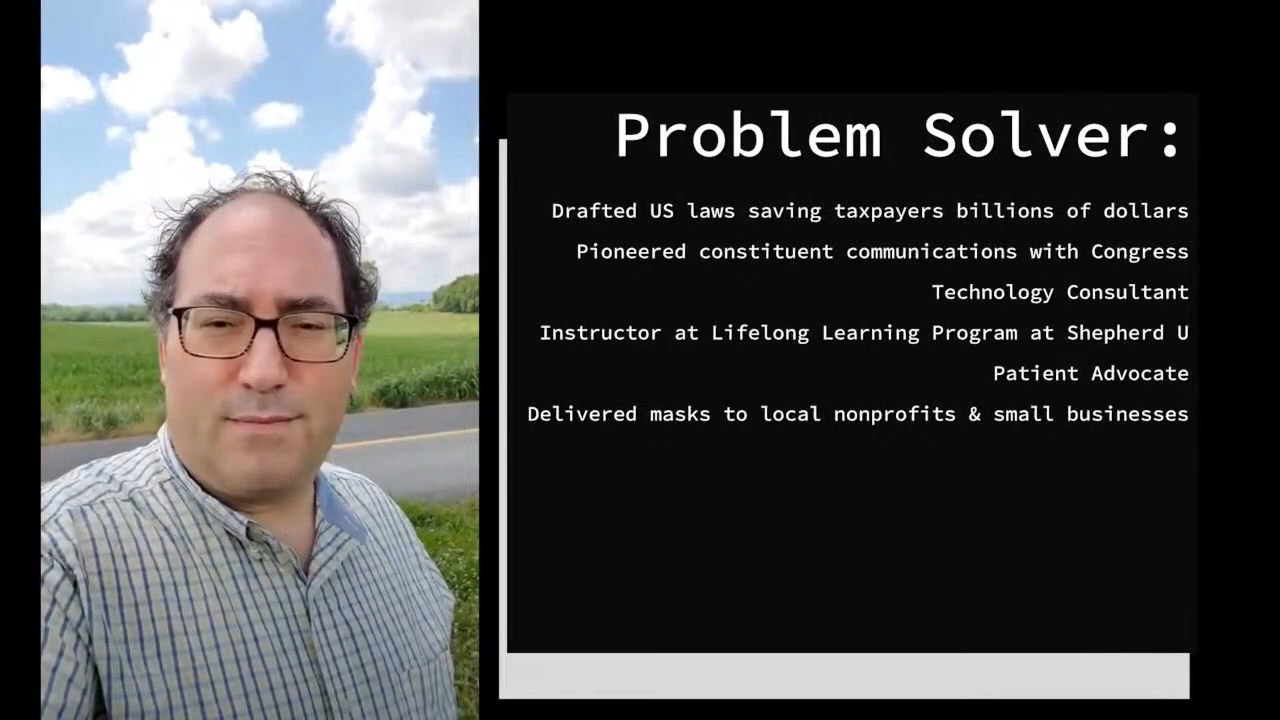 Problem Solver:
Drafted US laws saving taxpayers billions of dollars
Pioneered constituent communications with Congress
Technology Consultant
Instructor at Lifelong Learning Program at Shepherd U
Patient Advocate
Delivered masks to local nonprofits & small businesses